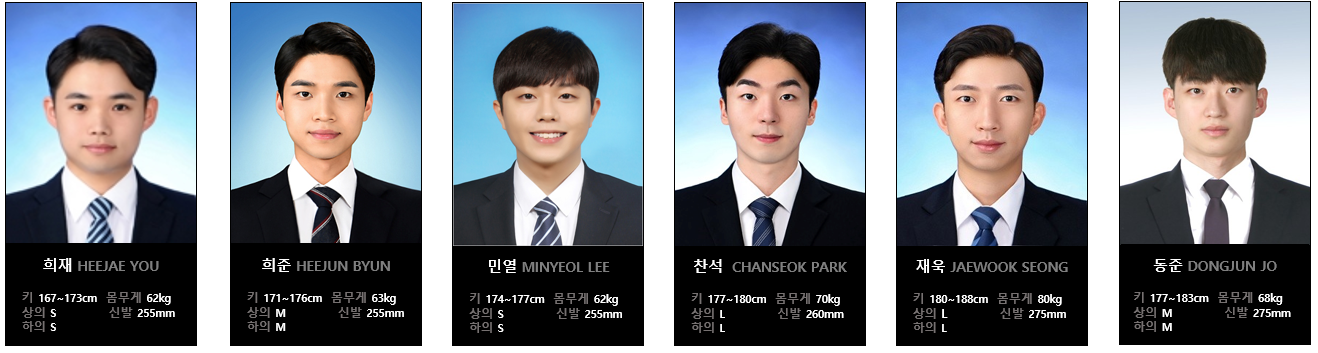 희재 HEEJAE YOU
키 167~173cm 몸무게 62kg
상의 S 신발 255mm
하의 S
희준 HEEJUN BYUN
키 171~176cm 몸무게 63kg
상의 M 신발 255mm
하의 M
민열 MINYEOL LEE
키 174~177cm 몸무게 62kg
상의 S 신발 255mm
하의 S
찬석 CHANSEOK PARK
키 177~180cm 몸무게 70kg
상의 L 신발 260mm
하의 L
재욱 JAEWOOK SEONG
키 180~188cm 몸무게 80kg
상의 L 신발 275mm
하의 L
동준 DONGJUN JO
키 177~183cm 몸무게 68kg
상의 M 신발 275mm
하의 M